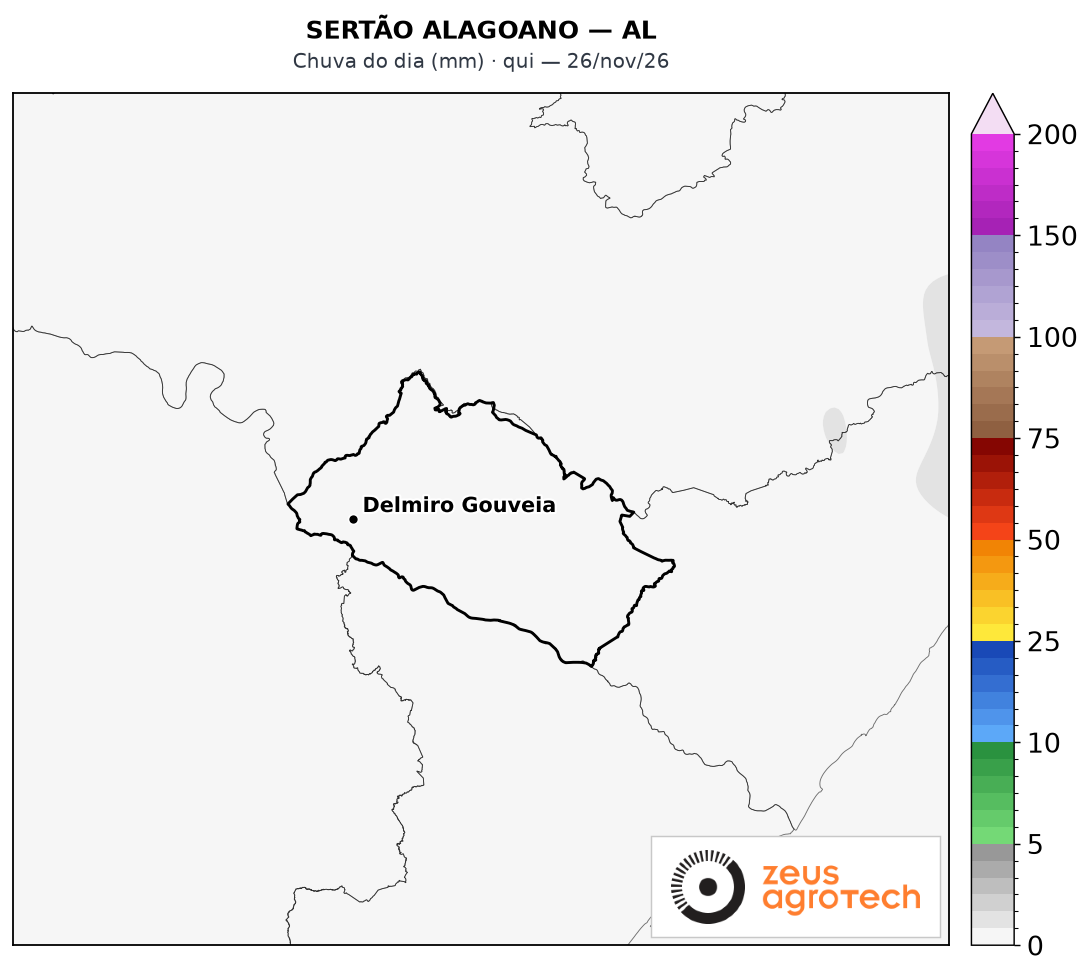 SERTÃO ALAGOANO — AL
Chuva do dia (mm) · qui — 26/nov/26
200
150
100
75
50
25
10
5
0
Delmiro Gouveia
zeus
agroTech